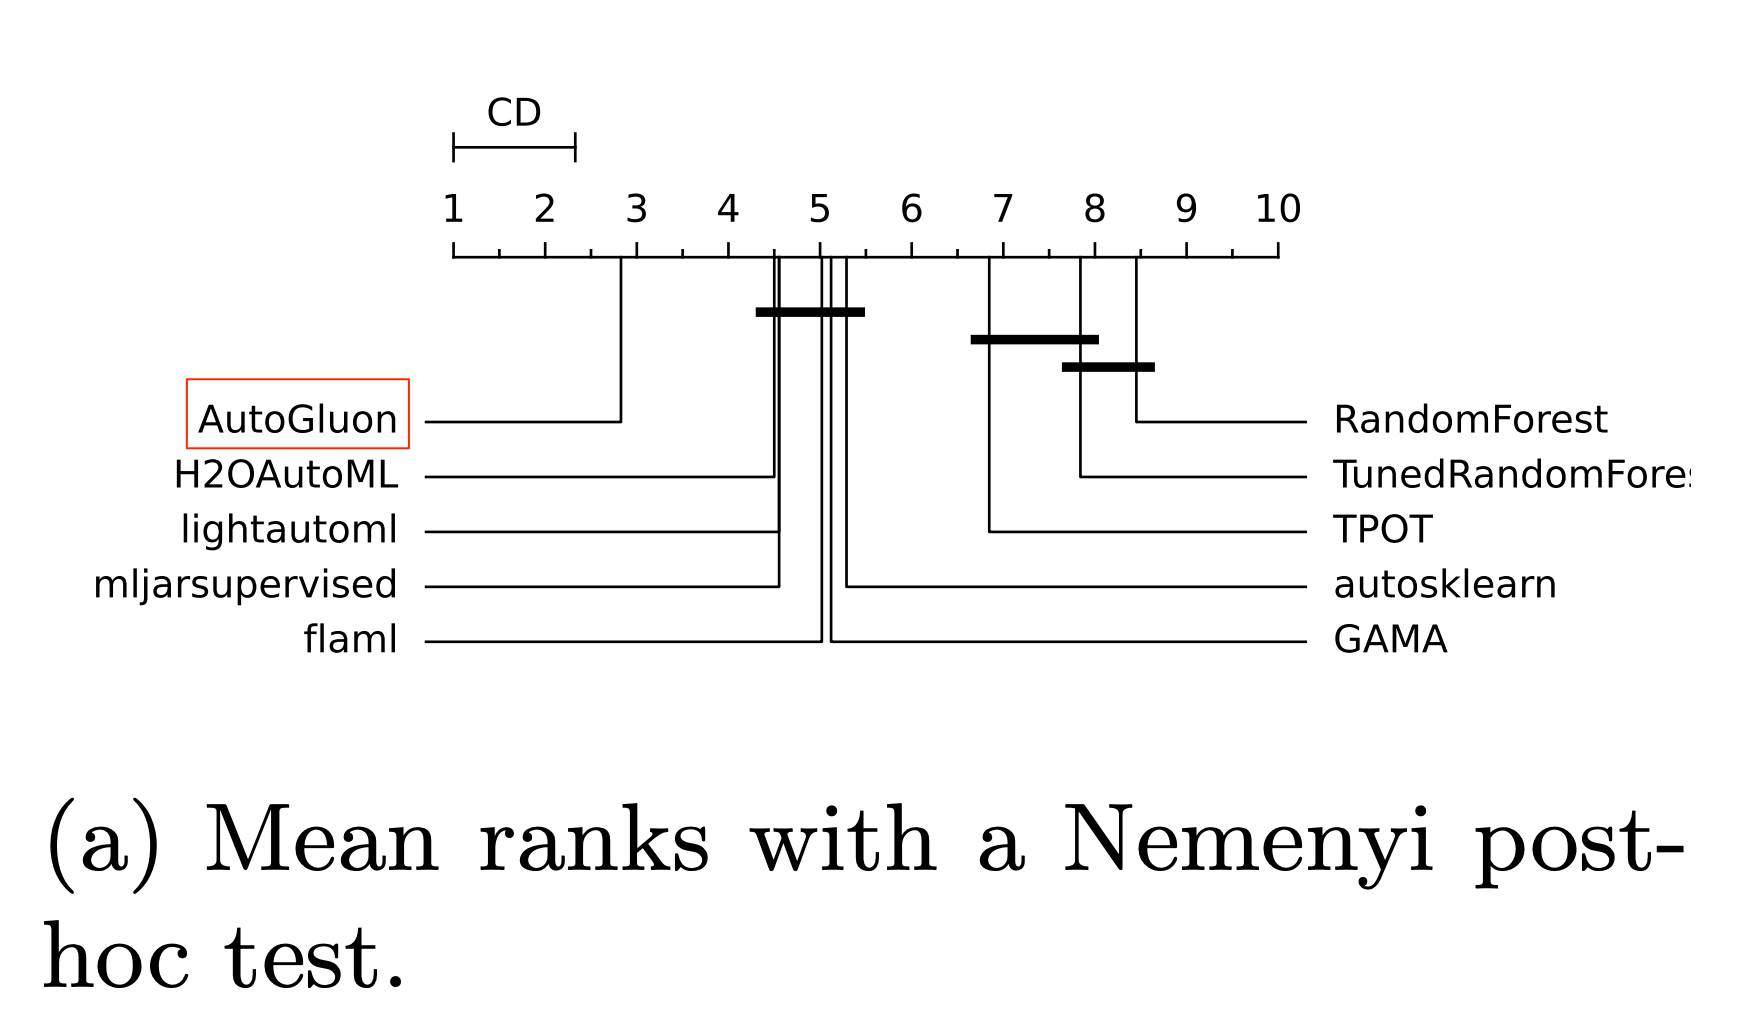 CD
1 2 3 4 5 6 7 8 9 10
AutoGluon
H2OAutoML
lightautoml
mljarsupervised
flaml
RandomForest
TunedRandomFores
TPOT
autosklearn
GAMA
(a) Mean ranks with a Nemenyi post-
hoc test.